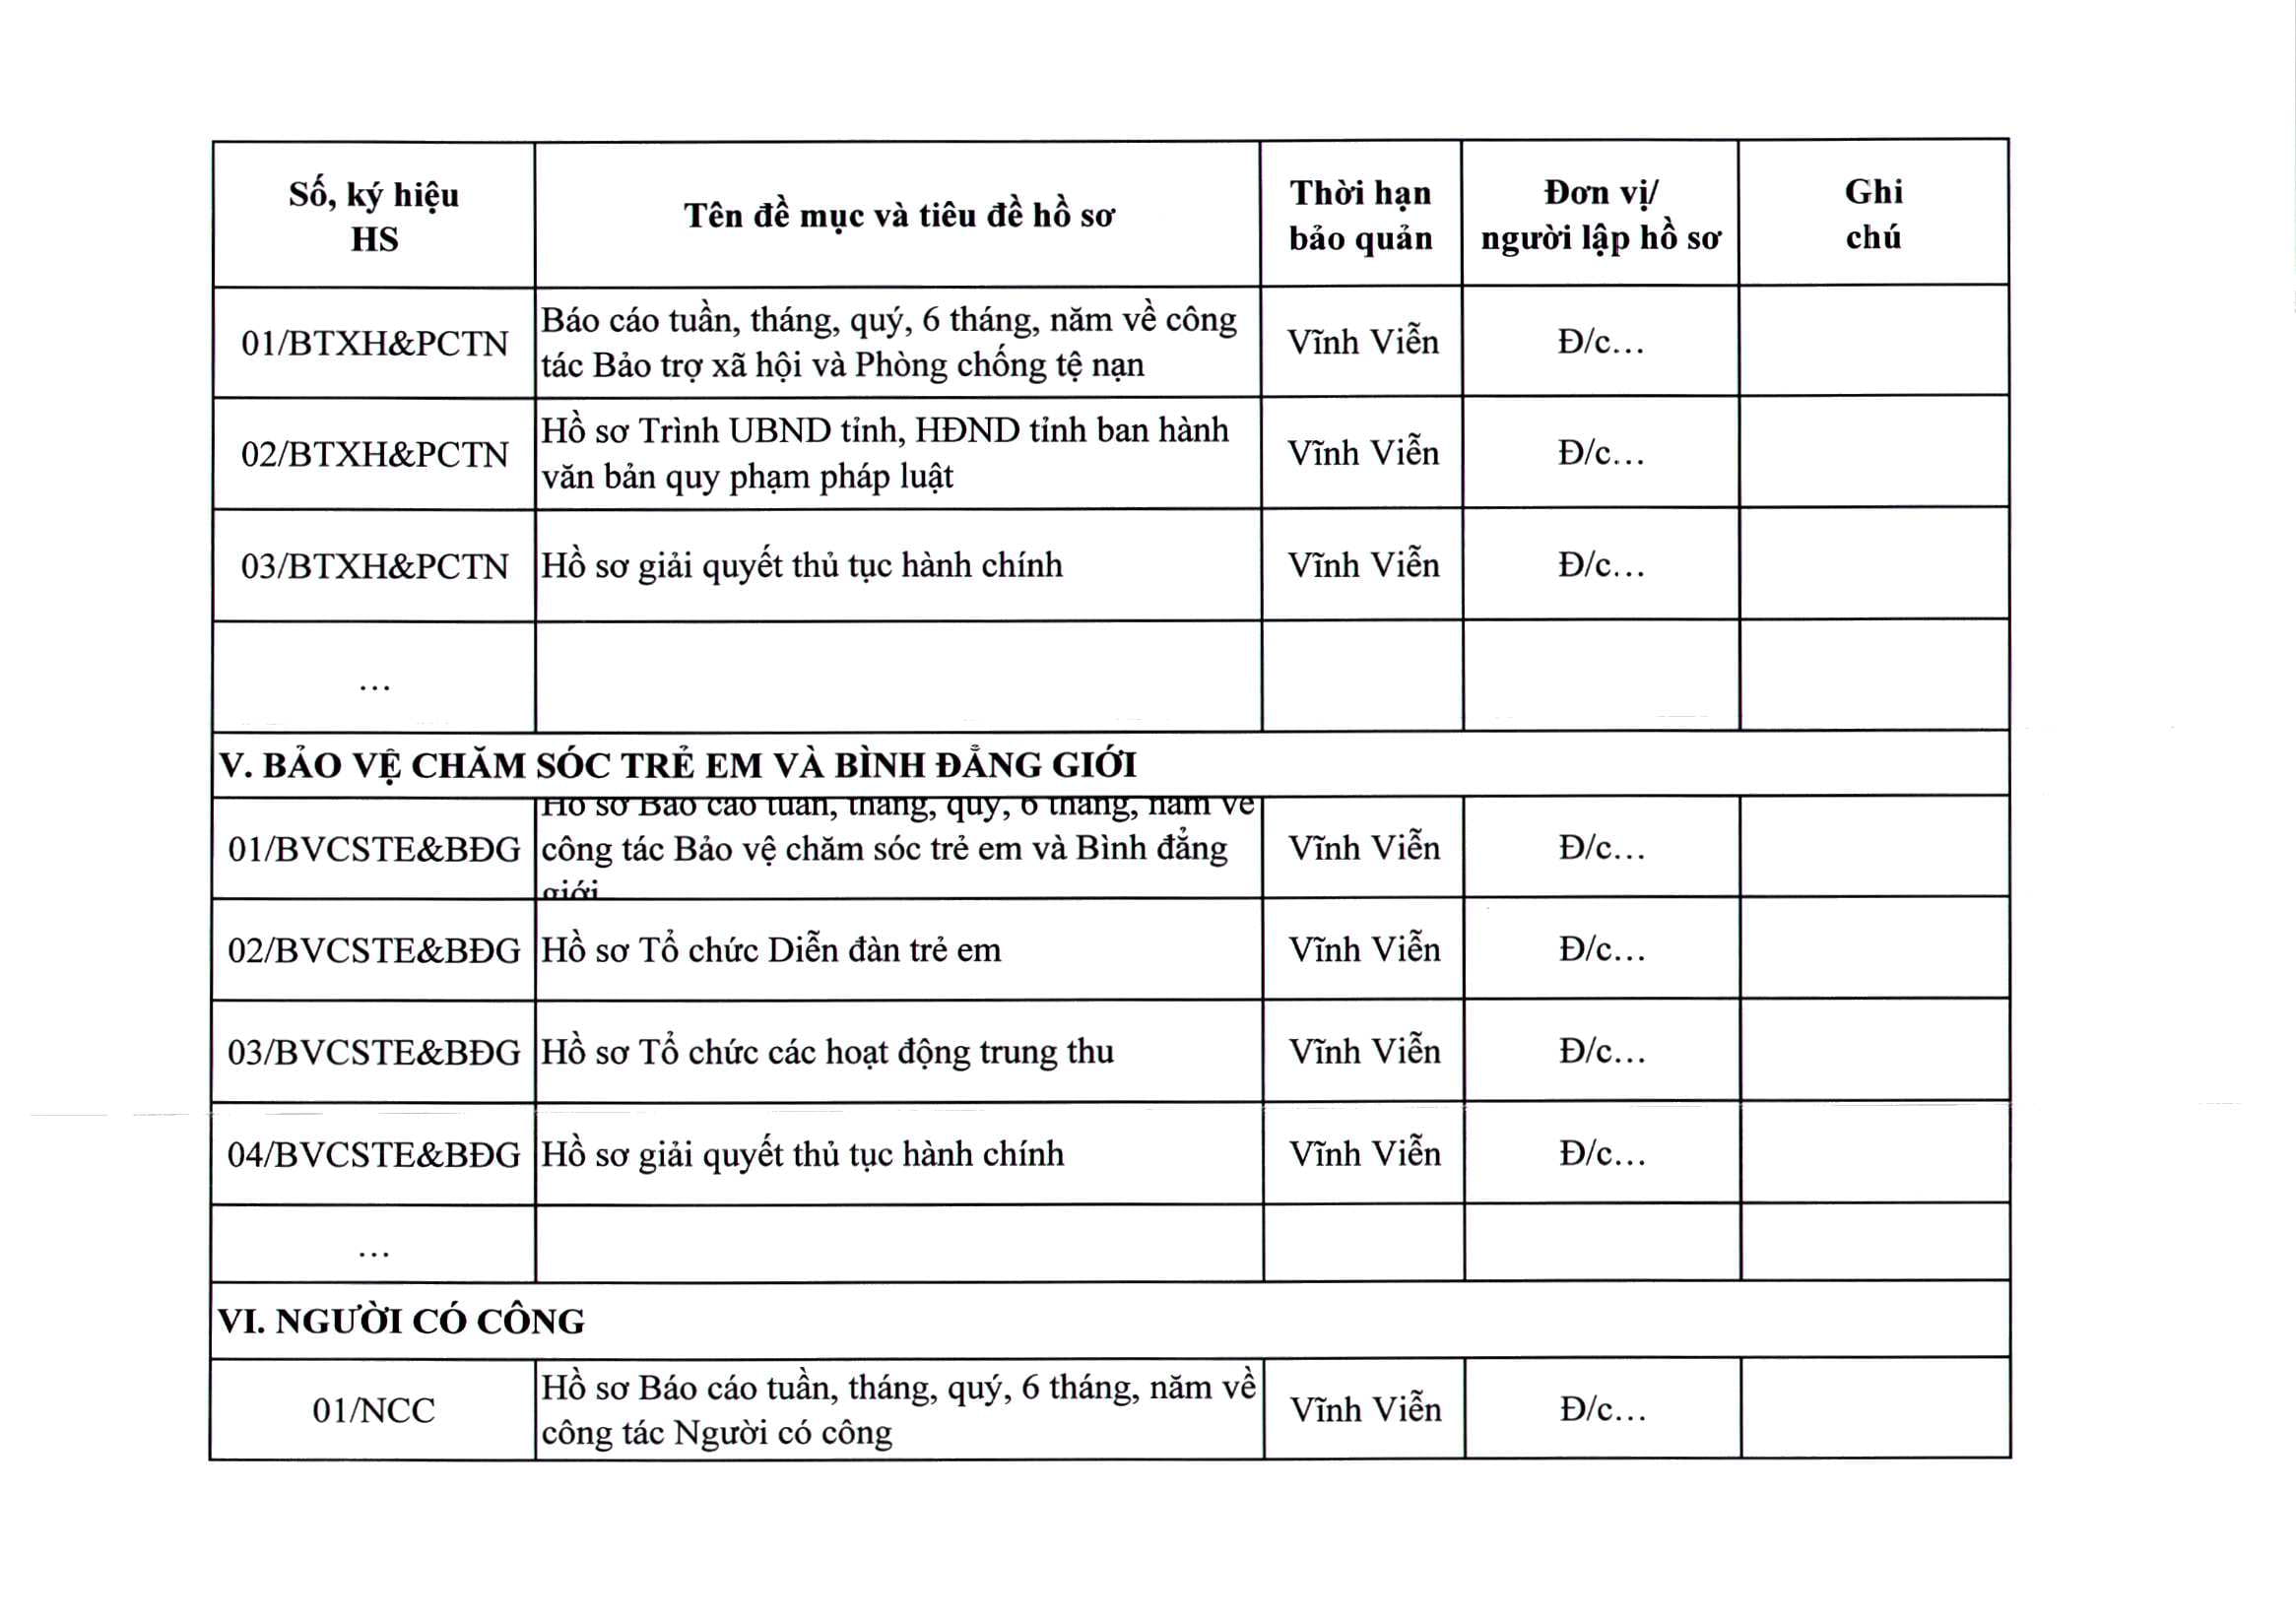 Số, ký hiệu
HS
Tên đề mục và tiêu đề hồ sơ
Thời hạn
bảo quản
Đơn vị/
người lập hồ sơ
Ghi
chú
01/BTXH&PCTN
Báo cáo tuần, tháng, quý, 6 tháng, năm về công
tác Bảo trợ xã hội và Phòng chống tệ nạn
Vĩnh Viễn
Đ/c...
02/BTXH&PCTN
Hồ sơ Trình UBND tỉnh, HĐND tỉnh ban hành
văn bản quy phạm pháp luật
Vĩnh Viễn
Đ/c...
03/BTXH&PCTN
Hồ sơ giải quyết thủ tục hành chính
Vĩnh Viễn
Đ/c...
...
V. BẢO VỆ CHĂM SÓC TRẺ EM VÀ BÌNH ĐẲNG GIỚI
01/BVCSTE&BĐG
Hồ sơ Báo cáo tuần, tháng, quý, 6 tháng, năm về
công tác Bảo vệ chăm sóc trẻ em và Bình đẳng
giới
Vĩnh Viễn
Đ/c...
02/BVCSTE&BĐG
Hồ sơ Tổ chức Diễn đàn trẻ em
Vĩnh Viễn
Đ/c...
03/BVCSTE&BĐG
Hồ sơ Tổ chức các hoạt động trung thu
Vĩnh Viễn
Đ/c...
04/BVCSTE&BĐG
Hồ sơ giải quyết thủ tục hành chính
Vĩnh Viễn
Đ/c...
...
VI. NGƯỜI CÓ CÔNG
01/NCC
Hồ sơ Báo cáo tuần, tháng, quý, 6 tháng, năm về
công tác Người có công
Vĩnh Viễn
Đ/c...